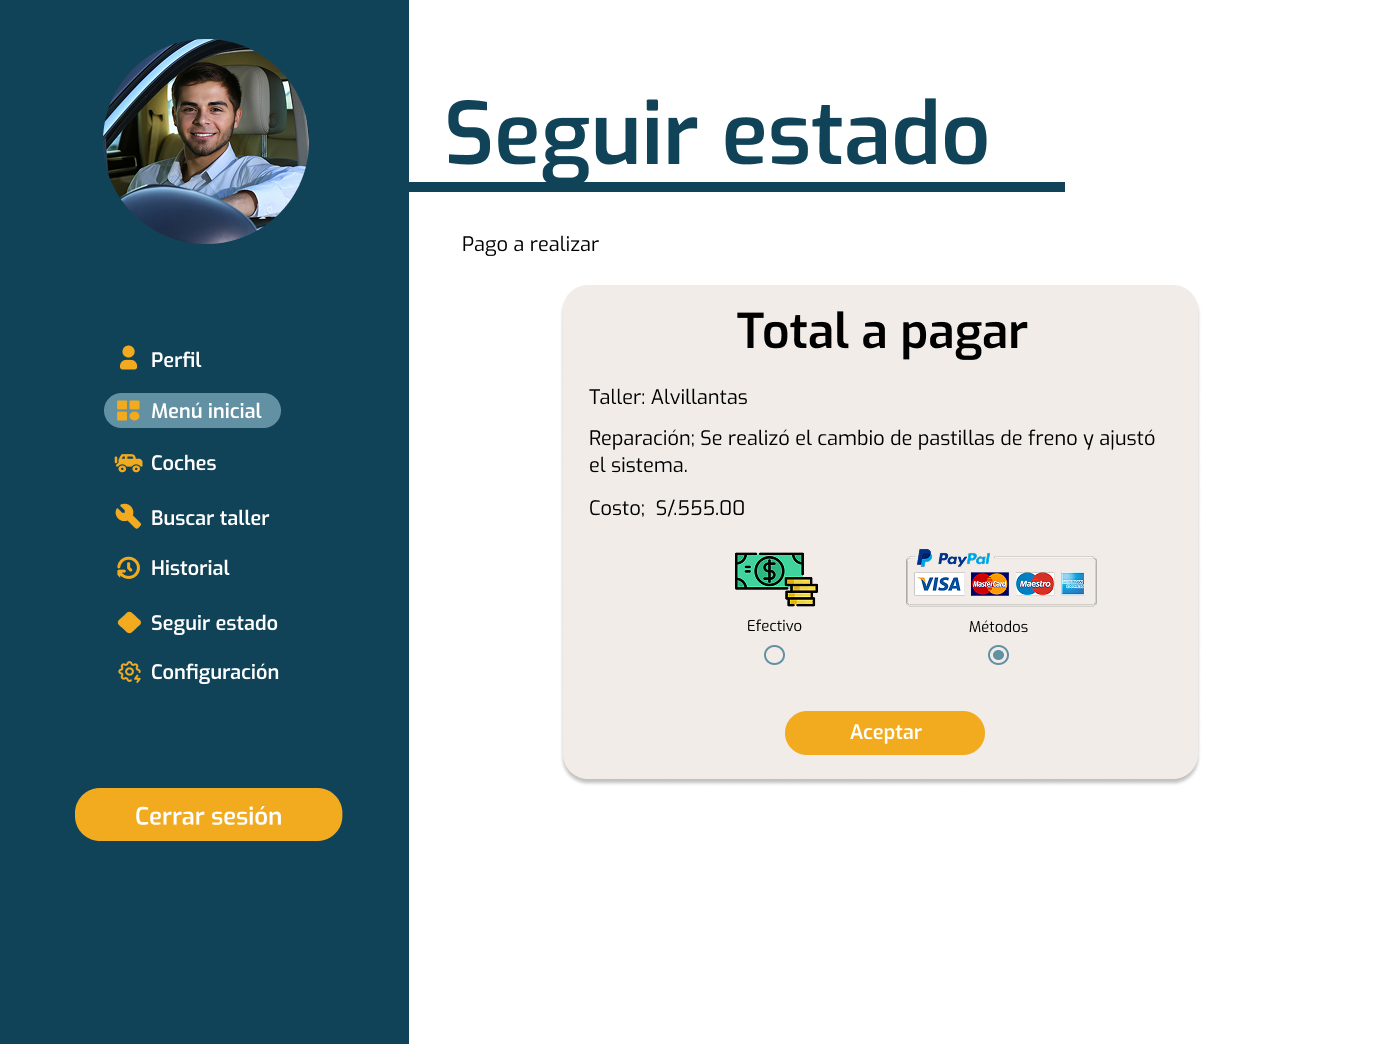 Perfil
Menú inicial
Coches
Buscar taller
Historial
Seguir estado
Configuración
Cerrar sesión
Seguir estado
Pago a realizar
Total a pagar
Taller: Alvillantas
Reparación; Se realizó el cambio de pastillas de freno y ajustó
el sistema.
Costo;  S/.555.00
PayPal
VISA MasterCard Maestro
Efectivo
Métodos
Aceptar